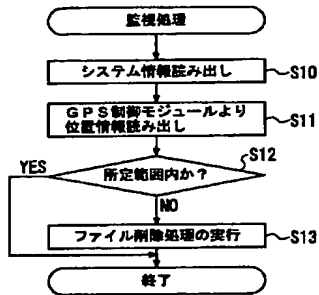 監視処理
システム情報読み出し
S10
GPS制御モジュールより
位置情報読み出し
S11
所定範囲内か？
S12
YES
NO
ファイル削除処理の実行
S13
終了